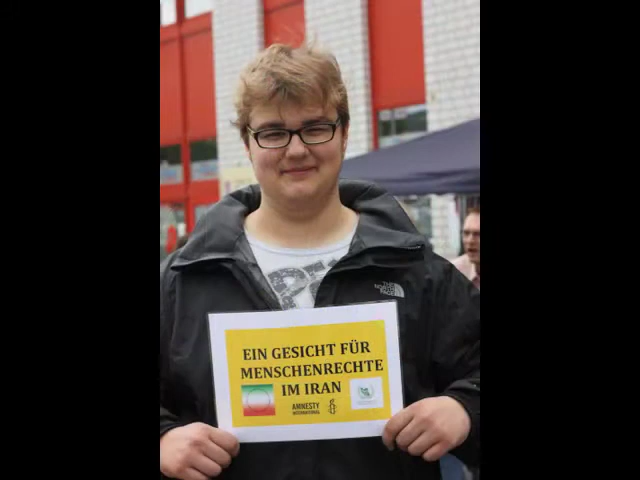 THE
NORTH
FACE
EIN GESICHT FÜR
MENSCHENRECHTE
IM IRAN
AMNESTY
INTERNATIONAL